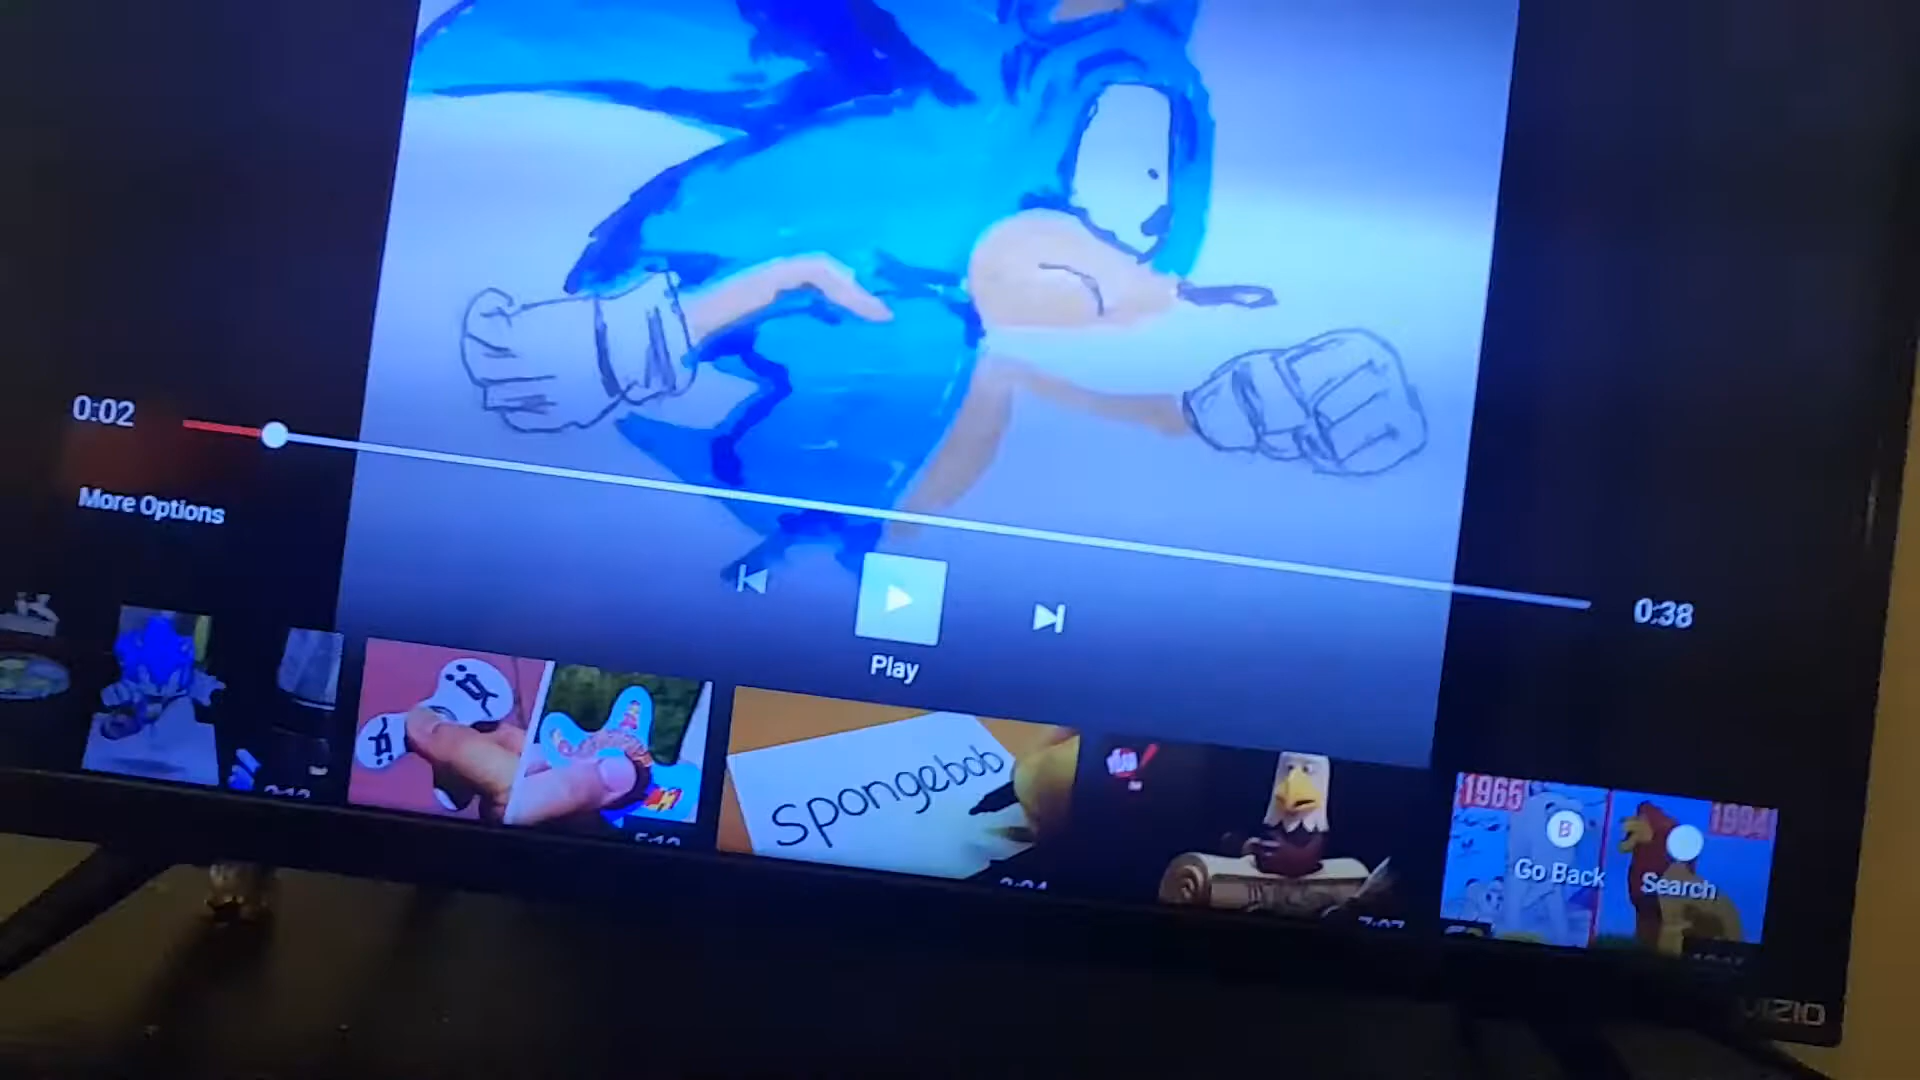 0:02
0:38
More Options
Play
spongebob
1965
1994
B
Go Back
Search
VIZIO